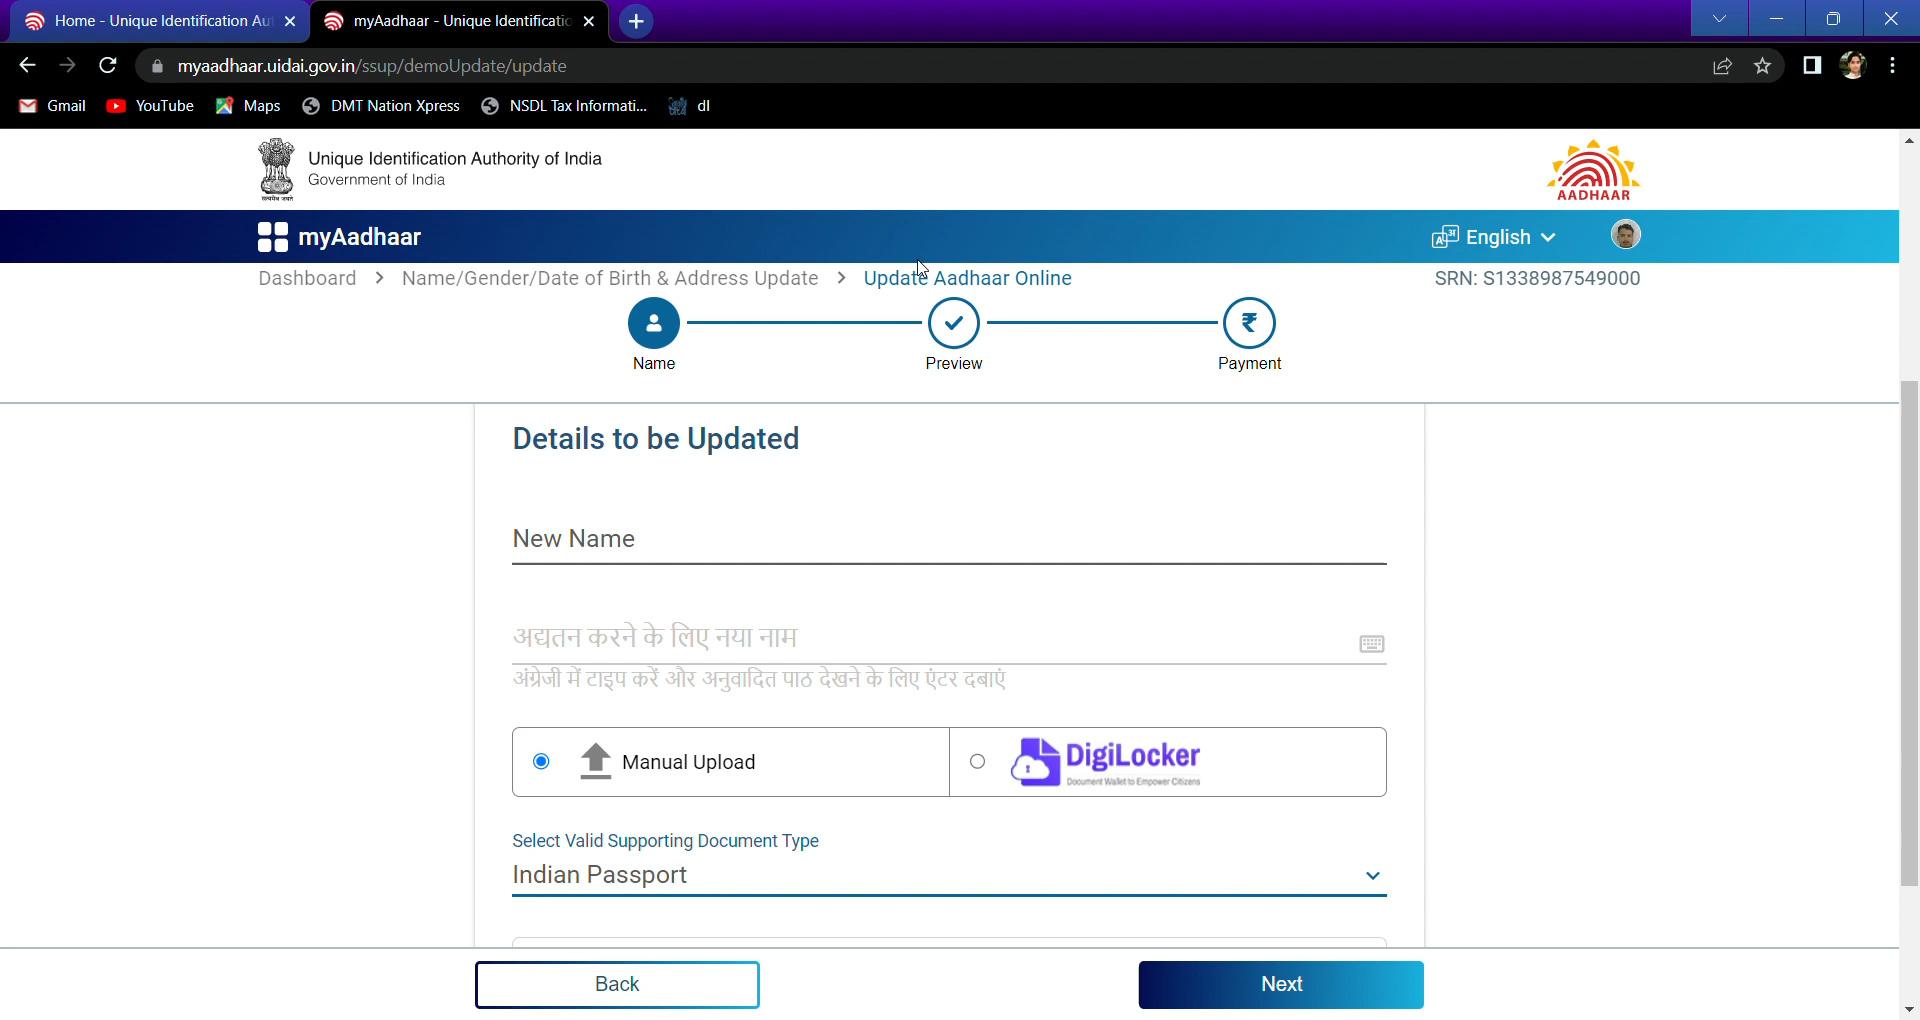 Home - Unique Identification Au
myAadhaar - Unique Identificatio
myaadhaar.uidai.gov.in/ssup/demoUpdate/update
Gmail YouTube Maps DMT Nation Xpress NSDL Tax Informati... dl
Unique Identification Authority of India
Government of India
सत्यमेव जयते
AADHAAR
myAadhaar
English
Dashboard > Name/Gender/Date of Birth & Address Update > Update Aadhaar Online
SRN: S1338987549000
Name
Preview
₹
Payment
Details to be Updated
New Name
अद्यतन करने के लिए नया नाम
अंग्रेजी में टाइप करें और अनुवादित पाठ देखने के लिए एंटर दबाएं
Manual Upload
DigiLocker
Document Wallet to Empower Citizens
Select Valid Supporting Document Type
Indian Passport
Back
Next